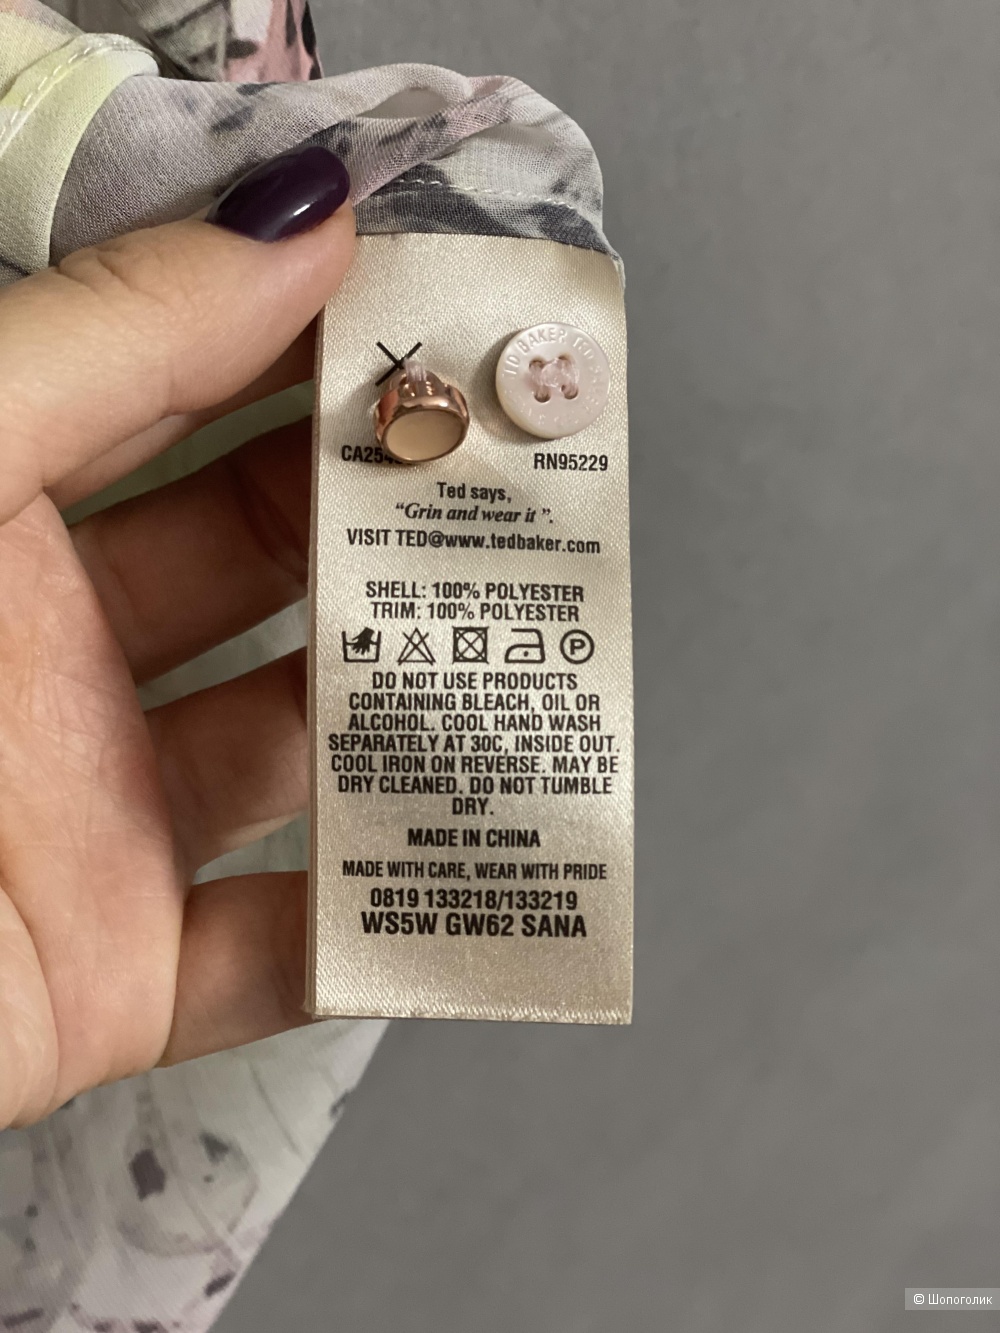 TED BAKER
RN95229
Ted says,
“Grin and wear it ”.
VISIT TED@www.tedbaker.com
SHELL: 100% POLYESTER
TRIM: 100% POLYESTER
P
DO NOT USE PRODUCTS
CONTAINING BLEACH, OIL OR
ALCOHOL. COOL HAND WASH
SEPARATELY AT 30C, INSIDE OUT.
COOL IRON ON REVERSE. MAY BE
DRY CLEANED. DO NOT TUMBLE
DRY.
MADE IN CHINA
MADE WITH CARE, WEAR WITH PRIDE
0819 133218/133219
WS5W GW62 SANA
© Шопоголик